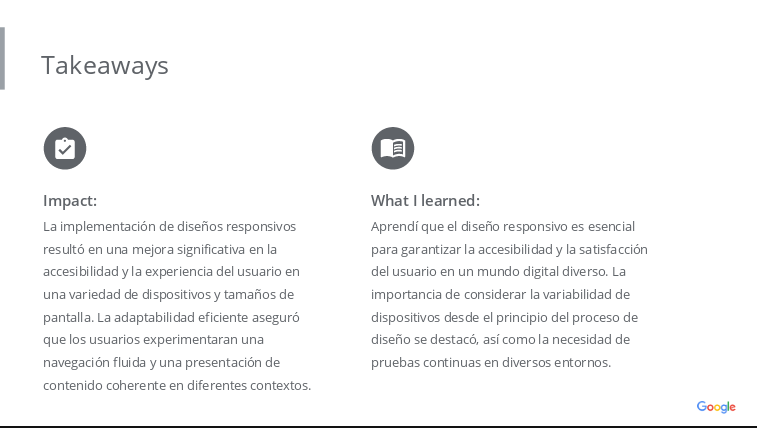 Takeaways
Impact:
La implementación de diseños responsivos
resultó en una mejora significativa en la
accesibilidad y la experiencia del usuario en
una variedad de dispositivos y tamaños de
pantalla. La adaptabilidad eficiente aseguró
que los usuarios experimentaran una
navegación fluida y una presentación de
contenido coherente en diferentes contextos.
What I learned:
Aprendí que el diseño responsivo es esencial
para garantizar la accesibilidad y la satisfacción
del usuario en un mundo digital diverso. La
importancia de considerar la variabilidad de
dispositivos desde el principio del proceso de
diseño se destacó, así como la necesidad de
pruebas continuas en diversos entornos.
Google